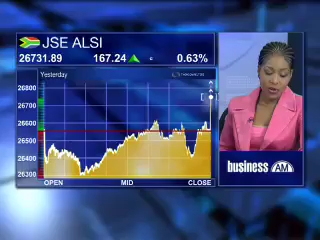 JSE ALSI
26731.89 167.24 0.63%
Yesterday
26800
26700
26600
26500
26400
26300
OPEN MID CLOSE
business AM